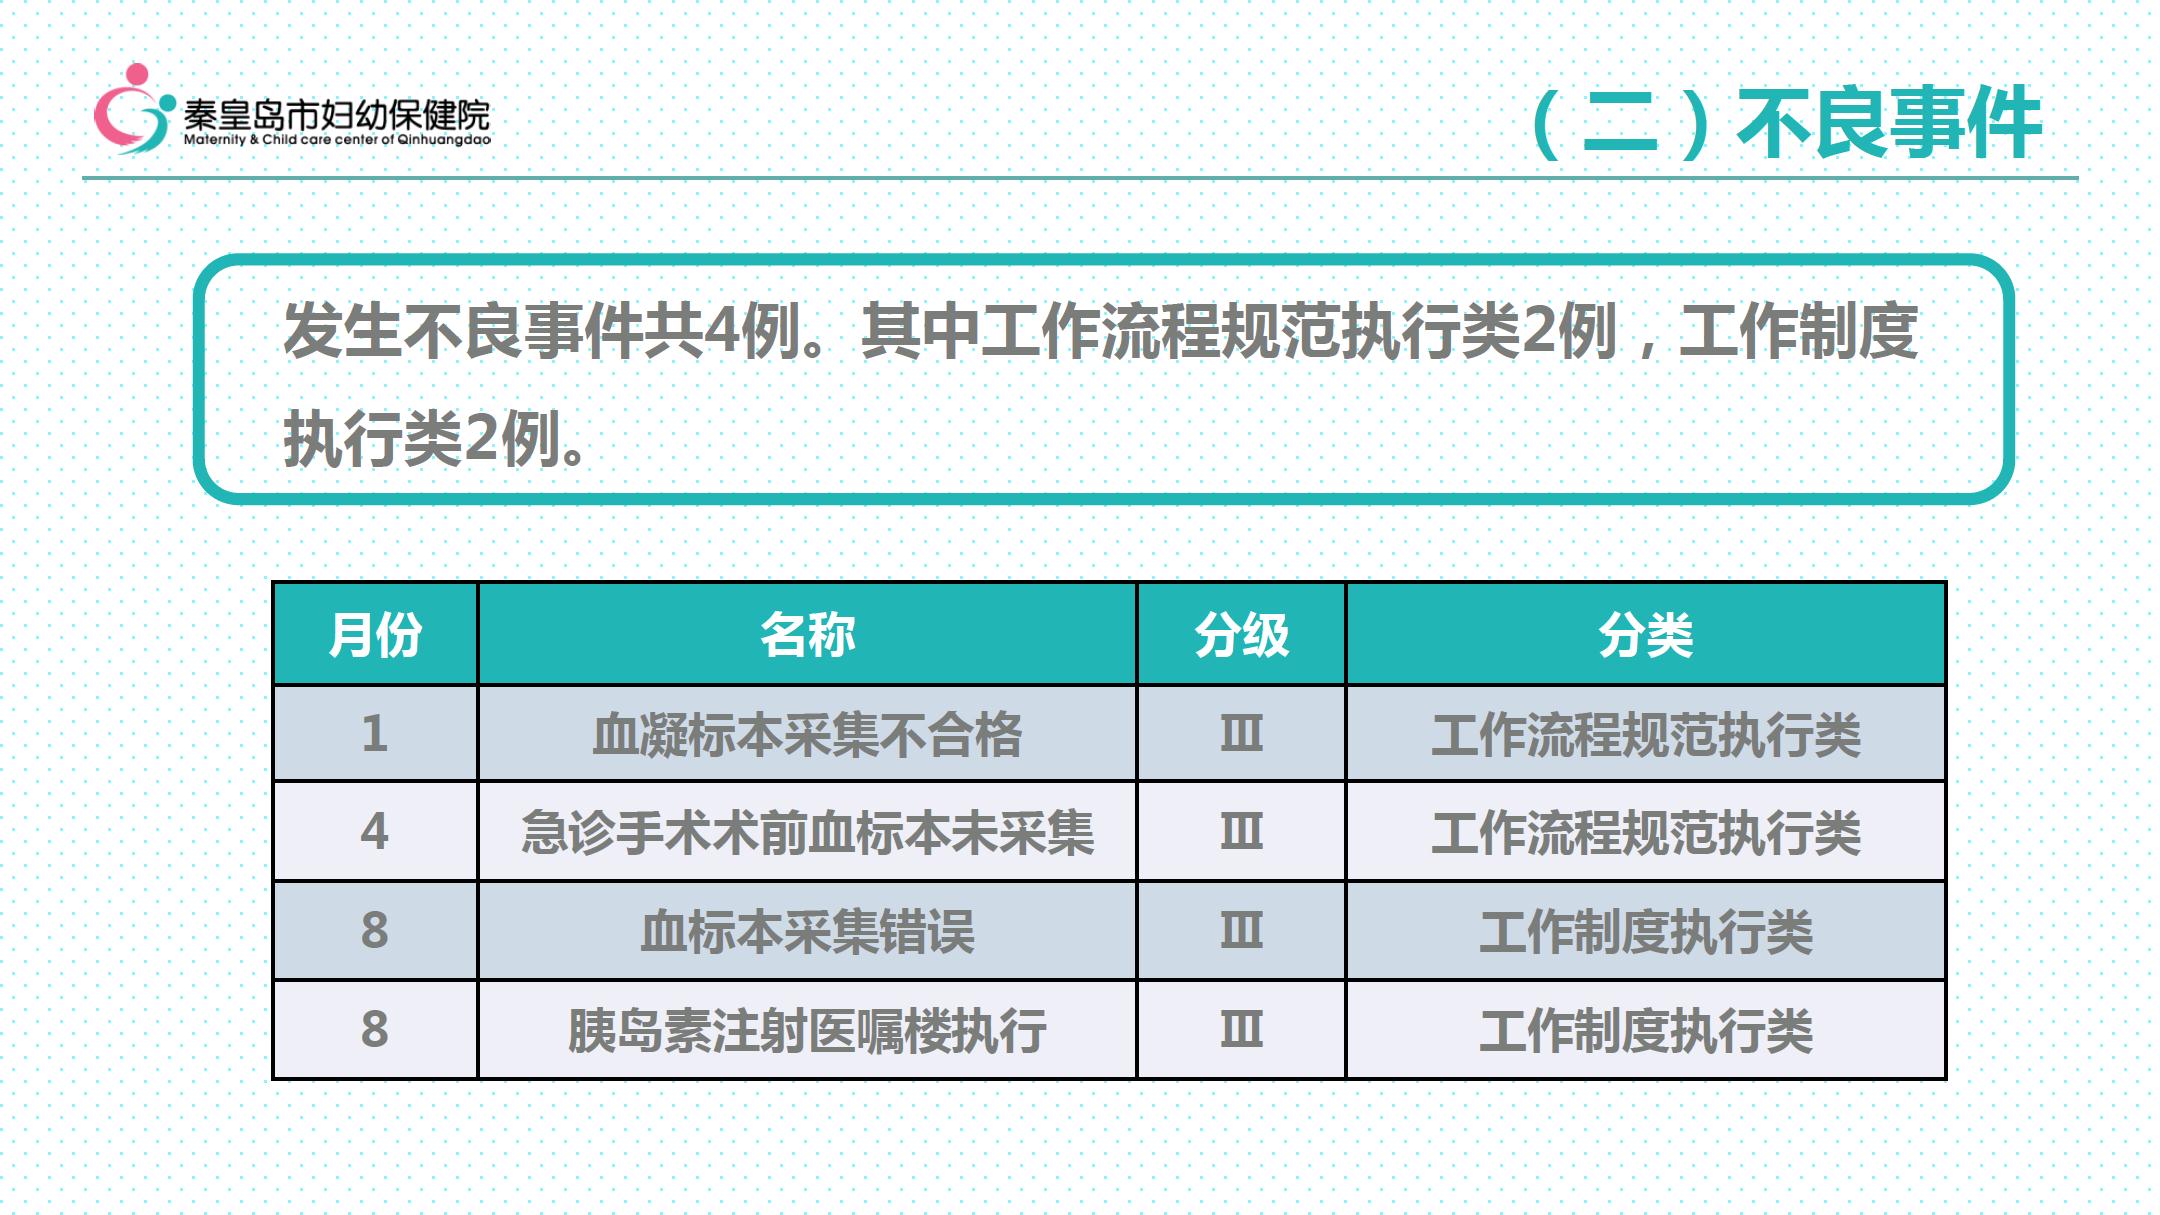 秦皇岛市妇幼保健院
Maternity & Child care center of Qinhuangdao
（二）不良事件
发生不良事件共4例。其中工作流程规范执行类2例，工作制度
执行类2例。
月份 名称 分级 分类
1 血凝标本采集不合格 Ⅲ 工作流程规范执行类
4 急诊手术术前血标本未采集 Ⅲ 工作流程规范执行类
8 血标本采集错误 Ⅲ 工作制度执行类
8 胰岛素注射医嘱楼执行 Ⅲ 工作制度执行类